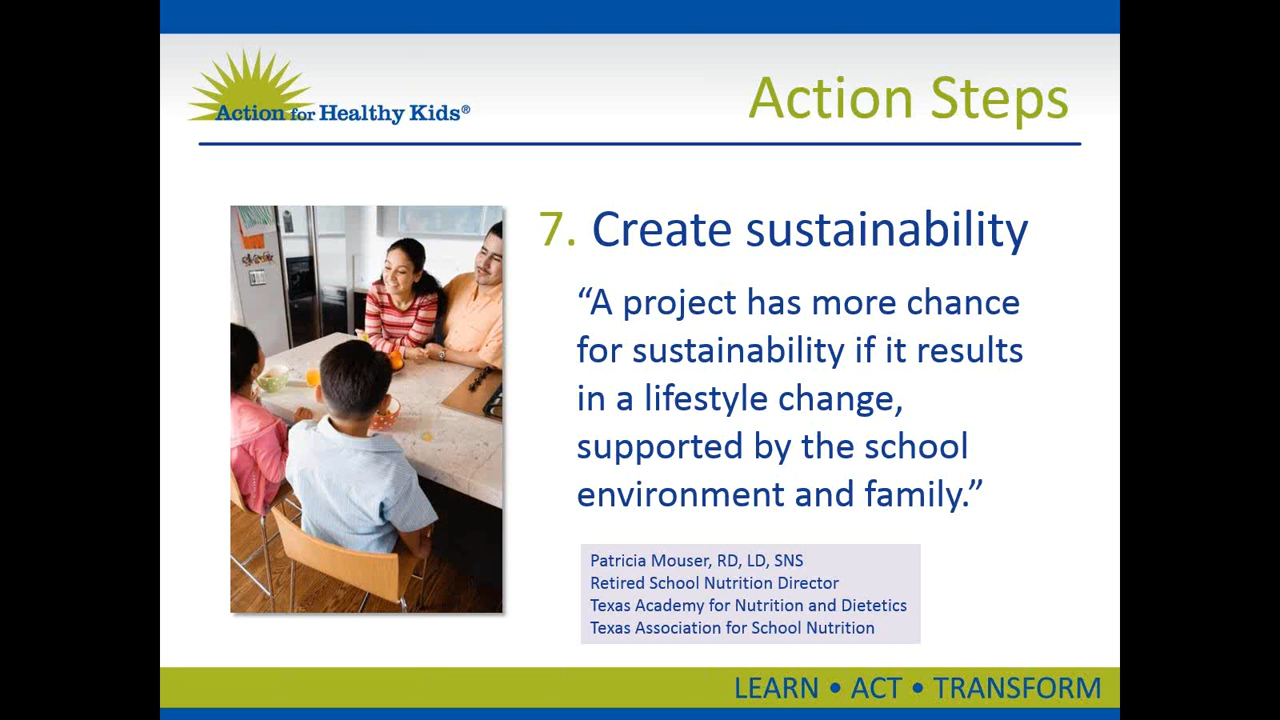 Action for Healthy Kids®
Action Steps
7. Create sustainability
“A project has more chance
for sustainability if it results
in a lifestyle change,
supported by the school
environment and family.”
Patricia Mouser, RD, LD, SNS
Retired School Nutrition Director
Texas Academy for Nutrition and Dietetics
Texas Association for School Nutrition
LEARN • ACT • TRANSFORM